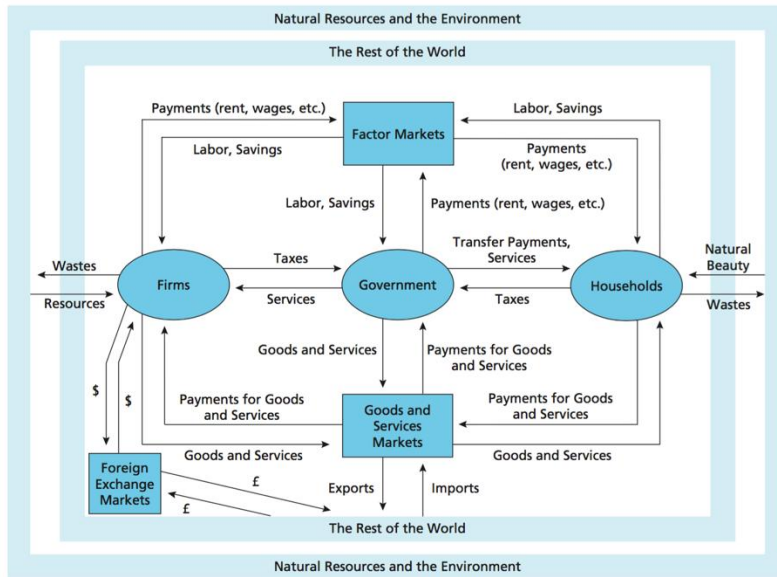 Natural Resources and the Environment
The Rest of the World
Payments (rent, wages, etc.)
Labor, Savings
Factor Markets
Labor, Savings
Payments
(rent, wages, etc.)
Labor, Savings
Payments (rent, wages, etc.)
Wastes
Resources
Firms
Taxes
Services
Government
Transfer Payments,
Services
Taxes
Households
Natural
Beauty
Wastes
Goods and Services
Payments for Goods
and Services
$
$
Payments for Goods
and Services
Goods and
Services
Markets
Payments for Goods
and Services
Goods and Services
Goods and Services
Foreign
Exchange
Markets
£
£
Exports
Imports
The Rest of the World
Natural Resources and the Environment